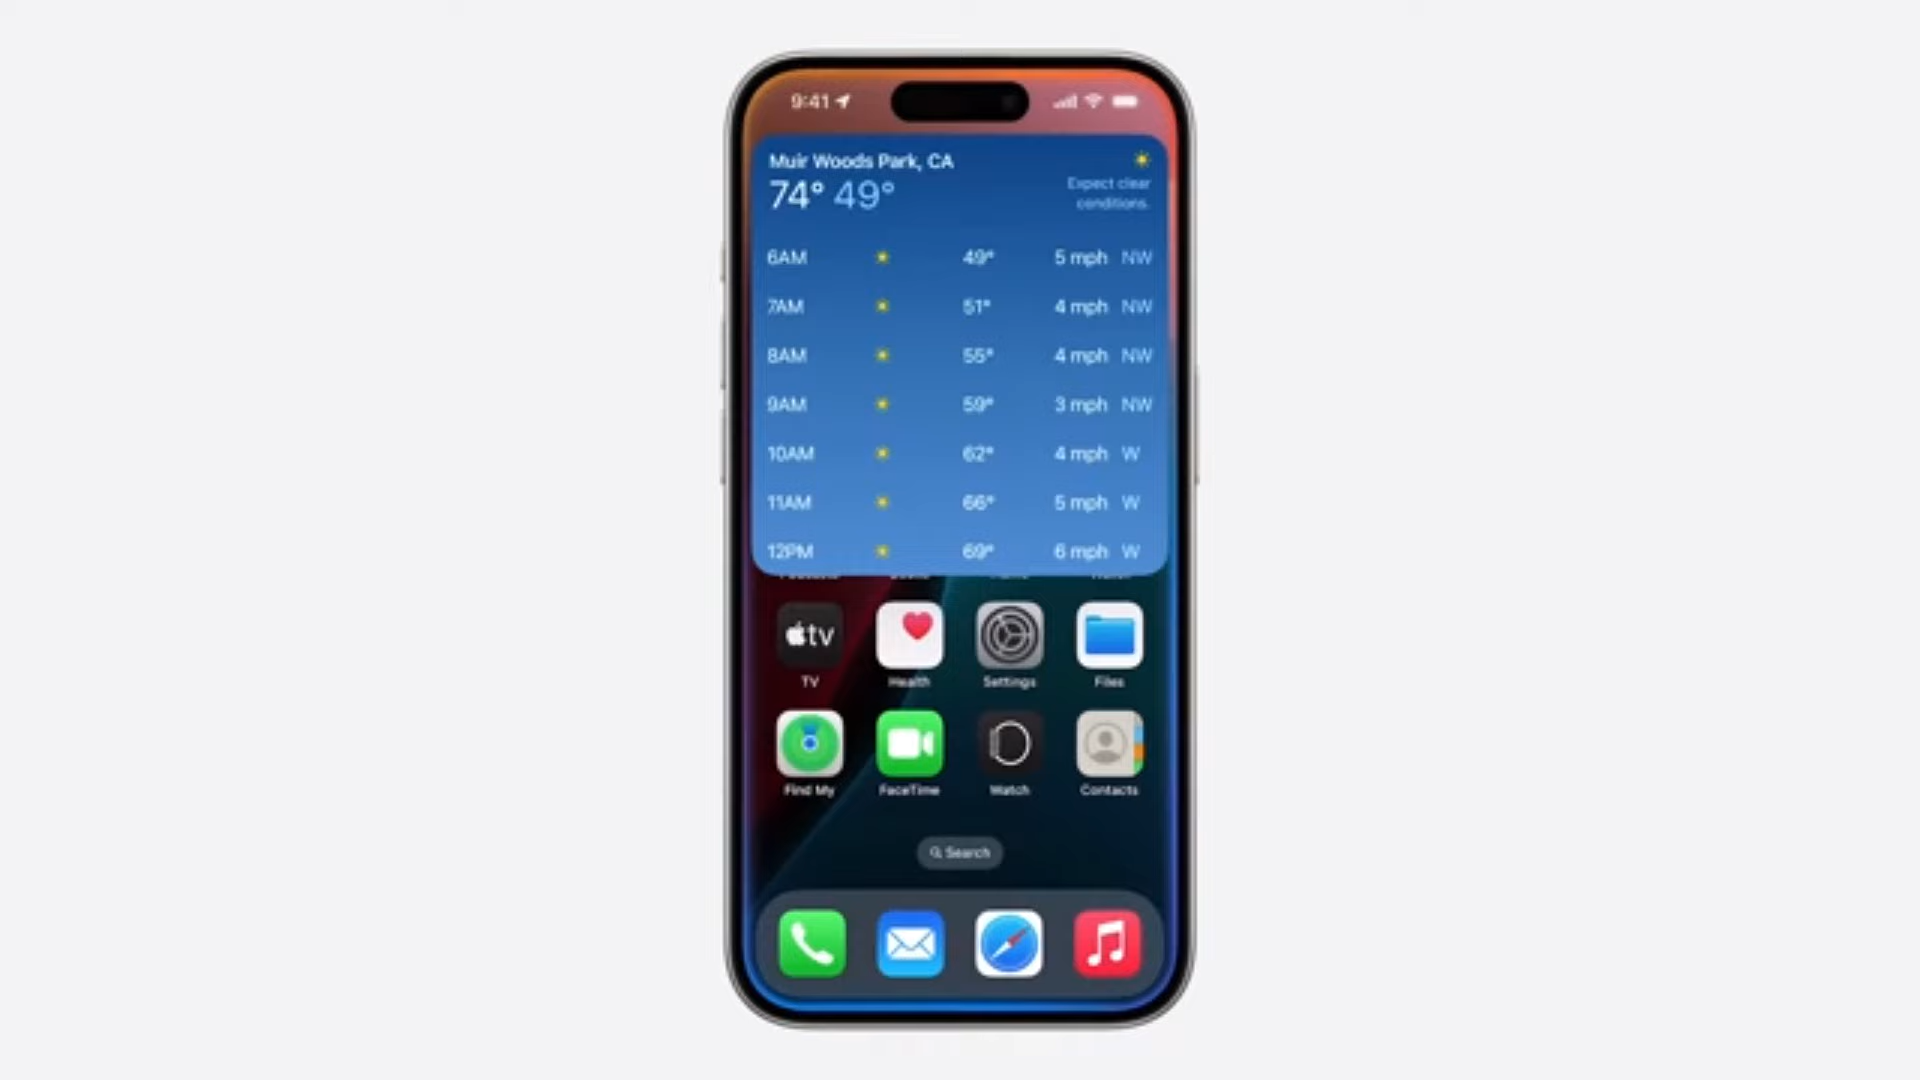 9:41
Muir Woods Park, CA
74° 49°
Expect clear
conditions.
6AM 49° 5 mph NW
7AM 51° 4 mph NW
8AM 55° 4 mph NW
9AM 59° 3 mph NW
10AM 62° 4 mph W
11AM 66° 5 mph W
12PM 69° 6 mph W
tv
TV Health Settings Files
Find My FaceTime Watch Contacts
Search